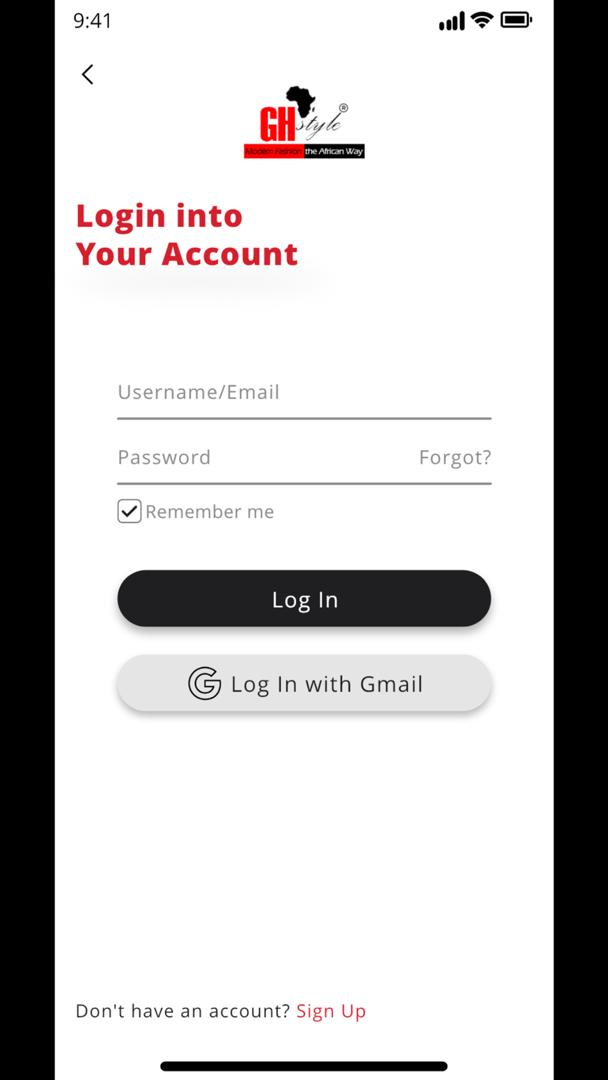 9:41
GH style ®
Modern Fashion the African Way
Login into
Your Account
Username/Email
Password Forgot?
Remember me
Log In
Log In with Gmail
Don't have an account? Sign Up